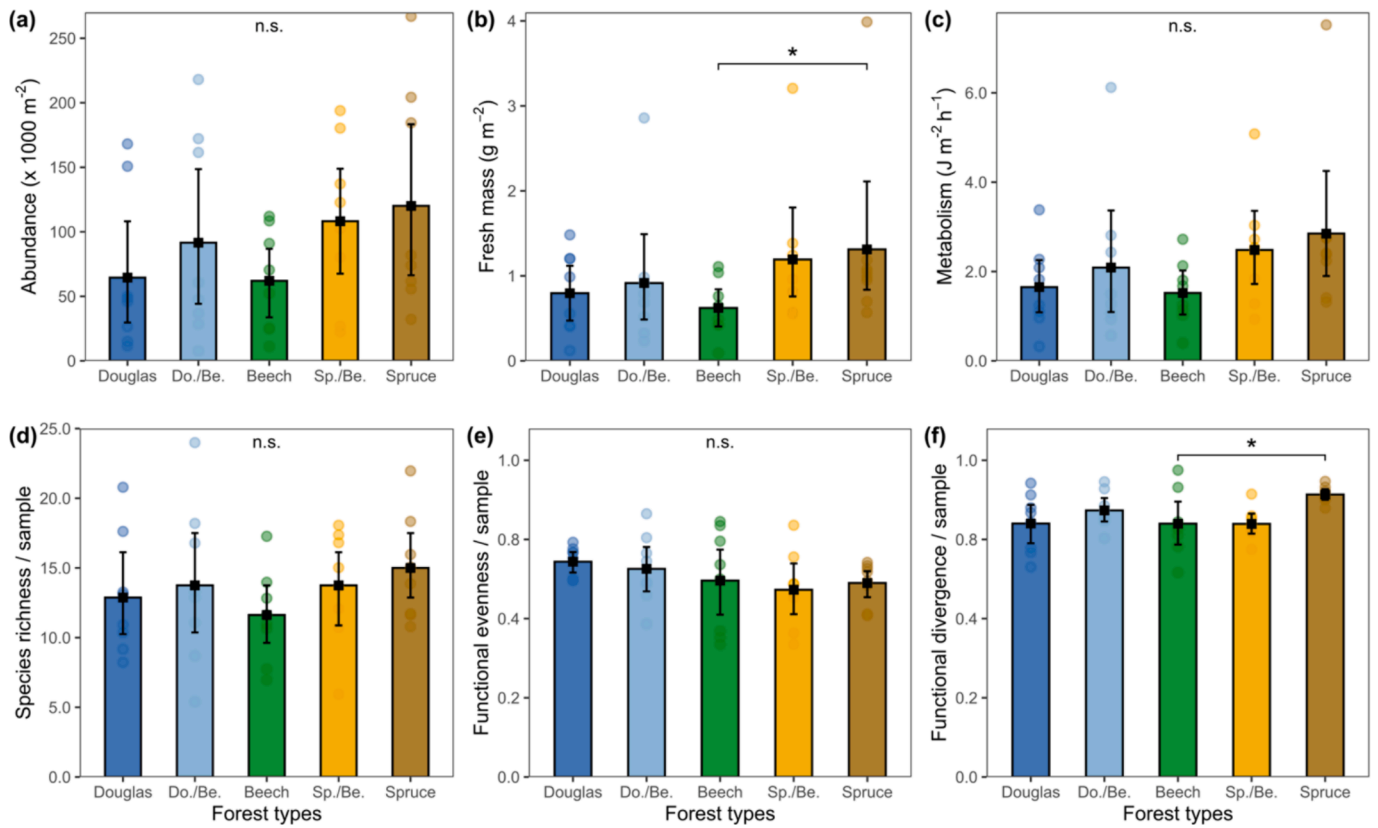 (a)
n.s.
Abundance (x 1000 m⁻²)
250
200
150
100
50
0
Douglas Do./Be. Beech Sp./Be. Spruce
(b)
*
Fresh mass (g m⁻²)
4
3
2
1
0
Douglas Do./Be. Beech Sp./Be. Spruce
(c)
n.s.
Metabolism (J m⁻² h⁻¹)
6.0
4.0
2.0
0.0
Douglas Do./Be. Beech Sp./Be. Spruce
(d)
n.s.
Species richness / sample
25.0
20.0
15.0
10.0
5.0
0.0
Douglas Do./Be. Beech Sp./Be. Spruce
Forest types
(e)
n.s.
Functional evenness / sample
1.0
0.8
0.4
0.2
0.0
Douglas Do./Be. Beech Sp./Be. Spruce
Forest types
(f)
*
Functional divergence / sample
1.0
0.8
0.4
0.2
0.0
Douglas Do./Be. Beech Sp./Be. Spruce
Forest types